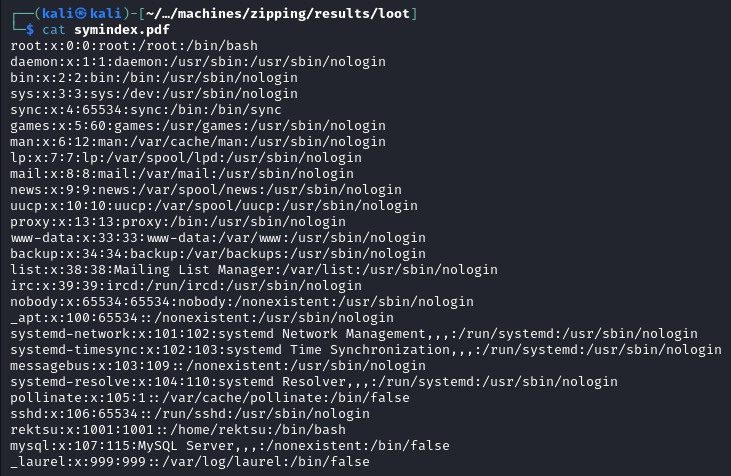 ┌──(kali㉿kali)-[~/…/machines/zipping/results/loot]
└─$ cat symindex.pdf
root:x:0:0:root:/root:/bin/bash
daemon:x:1:1:daemon:/usr/sbin:/usr/sbin/nologin
bin:x:2:2:bin:/bin:/usr/sbin/nologin
sys:x:3:3:sys:/dev:/usr/sbin/nologin
sync:x:4:65534:sync:/bin:/bin/sync
games:x:5:60:games:/usr/games:/usr/sbin/nologin
man:x:6:12:man:/var/cache/man:/usr/sbin/nologin
lp:x:7:7:lp:/var/spool/lpd:/usr/sbin/nologin
mail:x:8:8:mail:/var/mail:/usr/sbin/nologin
news:x:9:9:news:/var/spool/news:/usr/sbin/nologin
uucp:x:10:10:uucp:/var/spool/uucp:/usr/sbin/nologin
proxy:x:13:13:proxy:/bin:/usr/sbin/nologin
www-data:x:33:33:www-data:/var/www:/usr/sbin/nologin
backup:x:34:34:backup:/var/backups:/usr/sbin/nologin
list:x:38:38:Mailing List Manager:/var/list:/usr/sbin/nologin
irc:x:39:39:ircd:/run/ircd:/usr/sbin/nologin
nobody:x:65534:65534:nobody:/nonexistent:/usr/sbin/nologin
_apt:x:100:65534::/nonexistent:/usr/sbin/nologin
systemd-network:x:101:102:systemd Network Management,,,:/run/systemd:/usr/sbin/nologin
systemd-timesync:x:102:103:systemd Time Synchronization,,,:/run/systemd:/usr/sbin/nologin
messagebus:x:103:109::/nonexistent:/usr/sbin/nologin
systemd-resolve:x:104:110:systemd Resolver,,,:/run/systemd:/usr/sbin/nologin
pollinate:x:105:1::/var/cache/pollinate:/bin/false
sshd:x:106:65534::/run/sshd:/usr/sbin/nologin
rektsu:x:1001:1001::/home/rektsu:/bin/bash
mysql:x:107:115:MySQL Server,,,:/nonexistent:/bin/false
_laurel:x:999:999::/var/log/laurel:/bin/false